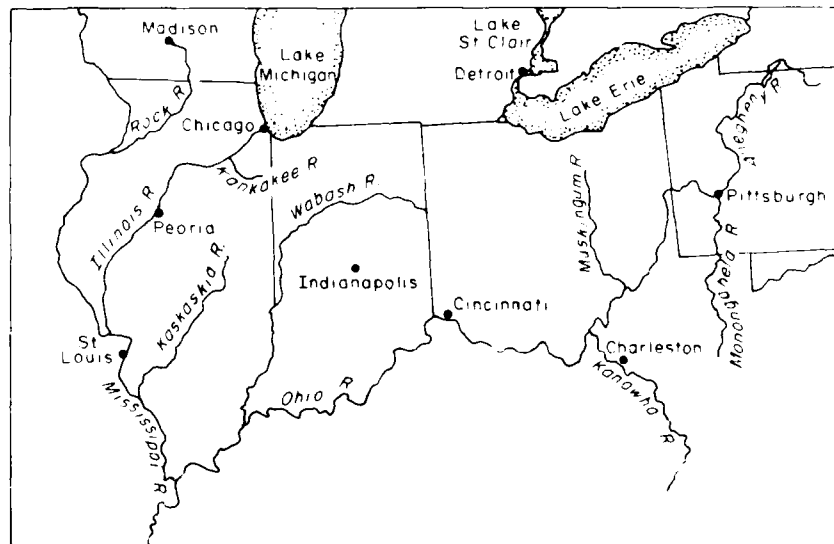 Madison
Lake
Michigan
Lake
St Clair
Detroit
Lake Erie
Rock R
Chicago
Kankakee R
Allegheny R
Wabash R.
Pittsburgh
Illinois R
Peoria
Muskingum R
Kaskaskia R.
Indianapolis
Monongahela R
Cincinnati
St
Louis
Charleston
Kanawha R
Mississippi R
Ohio R